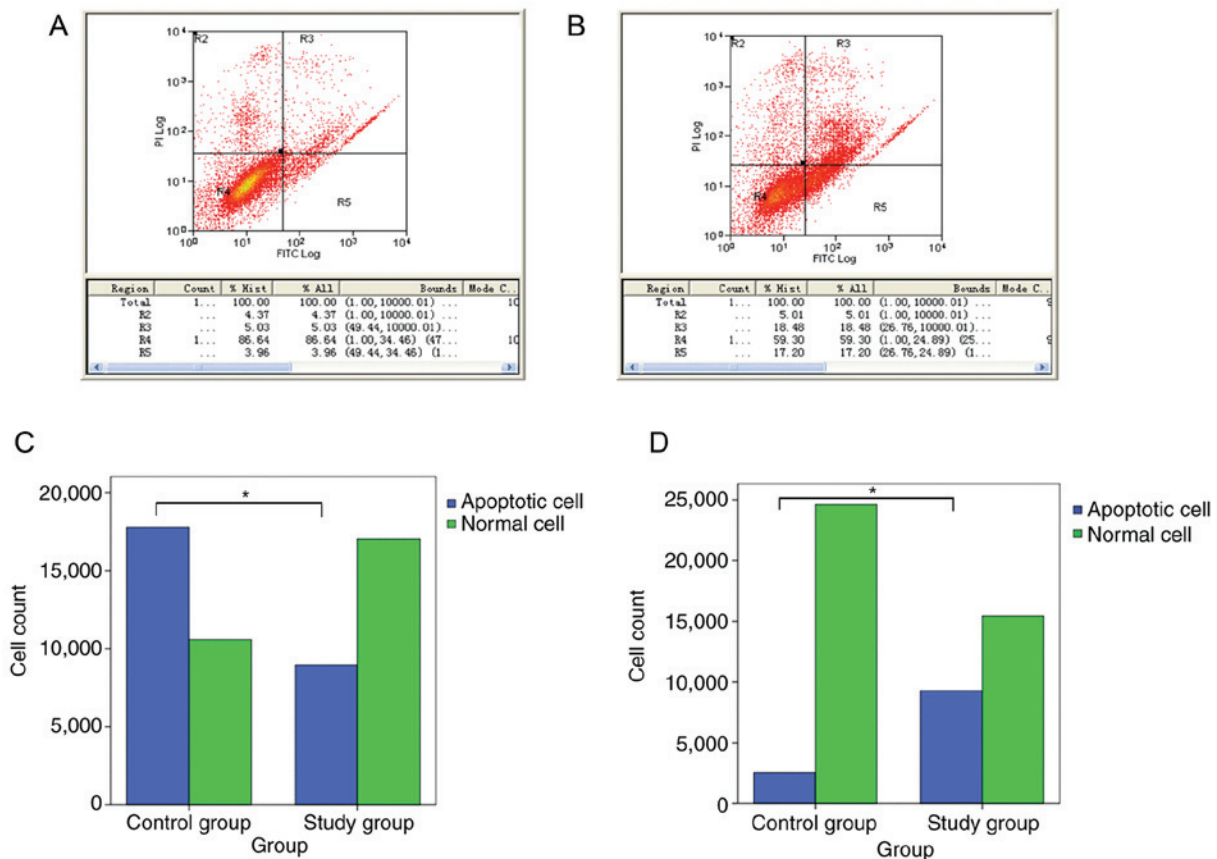 A
10⁴
R2
R3
10³
PI Log
10²
10¹
R4
R5
10⁰
10⁰ 10¹ 10² 10³ 10⁴
FITC Log
Region Count % Hist % All Bounds Mode C..
Total 1... 100.00 100.00 (1.00,10000.01) ... 10
R2 ... 4.37 4.37 (1.00,10000.01) ...
R3 ... 5.03 5.03 (49.44,10000.01)...
R4 1... 86.64 86.64 (1.00,34.46) (47... 10
R5 ... 3.96 3.96 (49.44,34.46) (1...
B
10⁴
R2
R3
10³
PI Log
10²
10¹
R4
R5
10⁰
10⁰ 10¹ 10² 10³ 10⁴
FITC Log
Region Count % Hist % All Bounds Mode C..
Total 1... 100.00 100.00 (1.00,10000.01) ... 9
R2 ... 5.01 5.01 (1.00,10000.01) ...
R3 ... 18.48 18.48 (26.76,10000.01)...
R4 1... 59.30 59.30 (1.00,24.89) (25... 9
R5 ... 17.20 17.20 (26.76,24.89) (1...
C
20,000
15,000
10,000
5,000
0
Cell count
*
Apoptotic cell
Normal cell
Control group Study group
Group
D
25,000
20,000
15,000
10,000
5,000
0
Cell count
*
Apoptotic cell
Normal cell
Control group Study group
Group